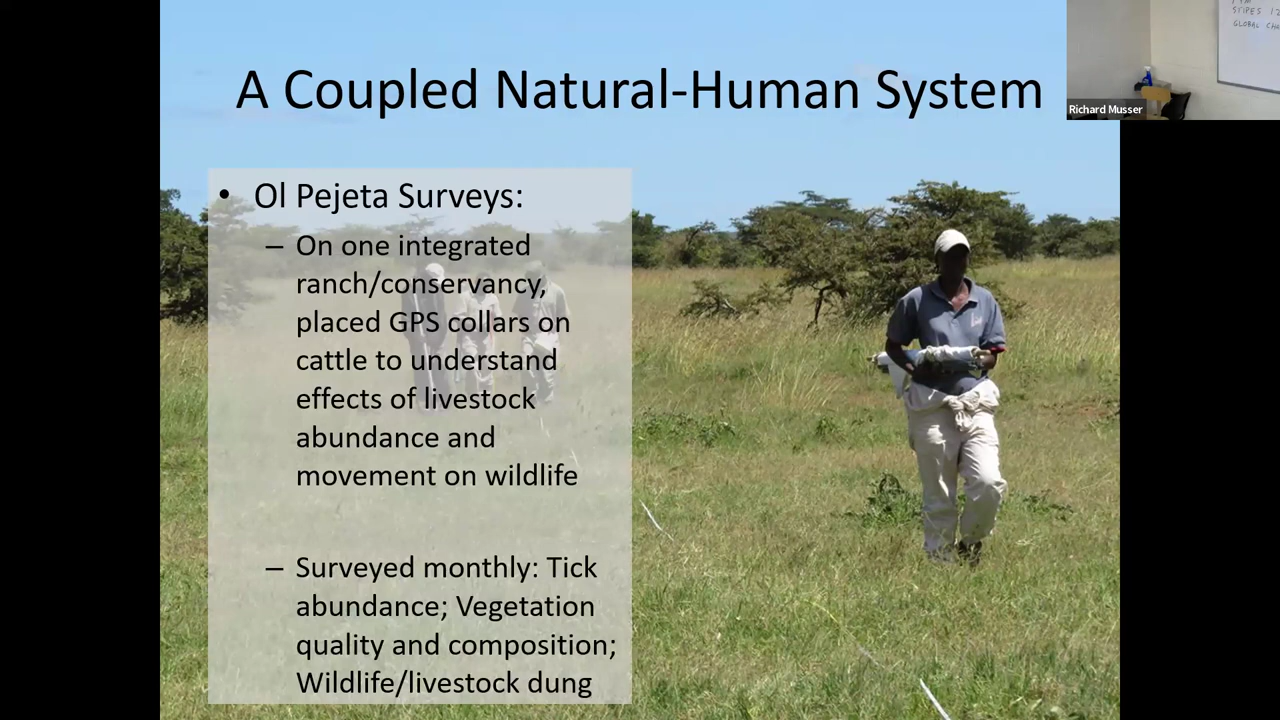 A Coupled Natural-Human System
• Ol Pejeta Surveys:
– On one integrated
ranch/conservancy,
placed GPS collars on
cattle to understand
effects of livestock
abundance and
movement on wildlife
– Surveyed monthly: Tick
abundance; Vegetation
quality and composition;
Wildlife/livestock dung
STIPES
GLOBAL
Richard Musser